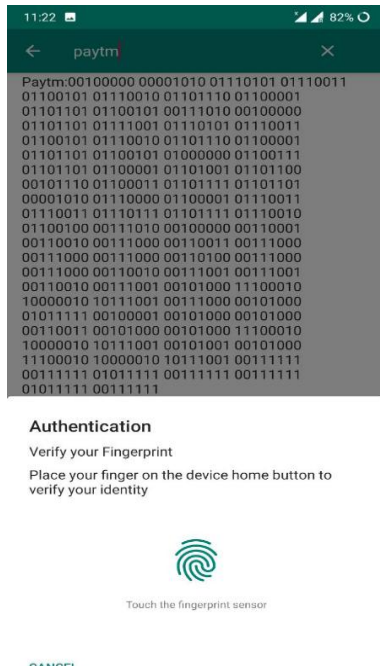 11:22 82%
paytm
Paytm:00100000 00001010 01110101 01110011
01100101 01110010 01101110 01100001
01101101 01100101 00111010 00100000
01101101 01111001 01110101 01110011
01100101 01110010 01101110 01100001
01101101 01100101 01000000 01100111
01101101 01100001 01101001 01101100
00101110 01100011 01101111 01101101
00001010 01110000 01100001 01110011
01110011 01110111 01101111 01110010
01100100 00111010 00100000 00110001
00110010 00111000 00110011 00111000
00111000 00111000 00110100 00111000
00111000 00110010 00111001 00111001
00110010 00111001 00101000 11100010
10000010 10111001 00111000 00101000
01011111 00100001 00101000 00101000
00110011 00101000 00101000 11100010
10000010 10111001 00101001 00101000
11100010 10000010 10111001 00111111
00111111 01011111 00111111 00111111
01011111 00111111
Authentication
Verify your Fingerprint
Place your finger on the device home button to
verify your identity
Touch the fingerprint sensor
CANCEL